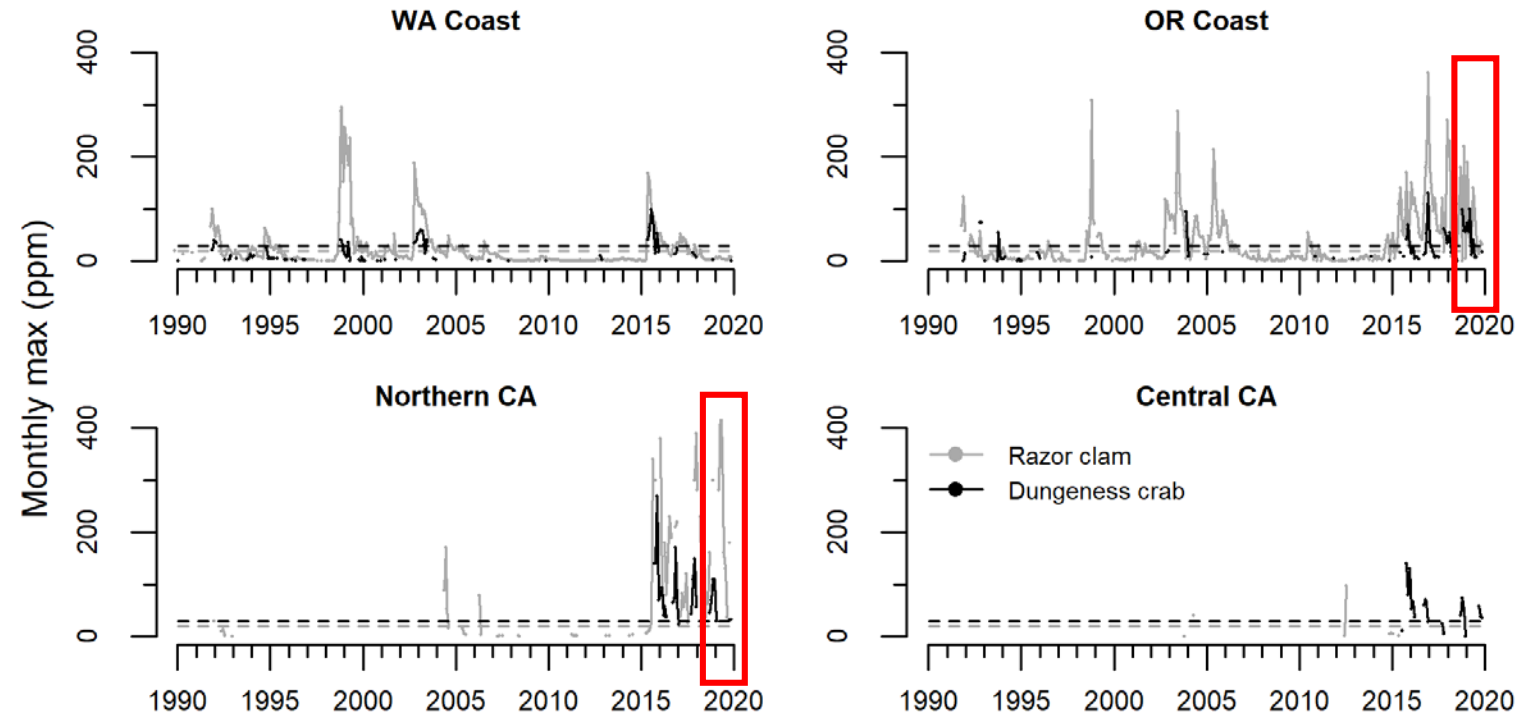 WA Coast
OR Coast
Monthly max (ppm)
400
200
0
1990 1995 2000 2005 2010 2015 2020
400
200
0
1990 1995 2000 2005 2010 2015 2020
Northern CA
Central CA
400
200
0
1990 1995 2000 2005 2010 2015 2020
400
200
0
Razor clam
Dungeness crab
1990 1995 2000 2005 2010 2015 2020